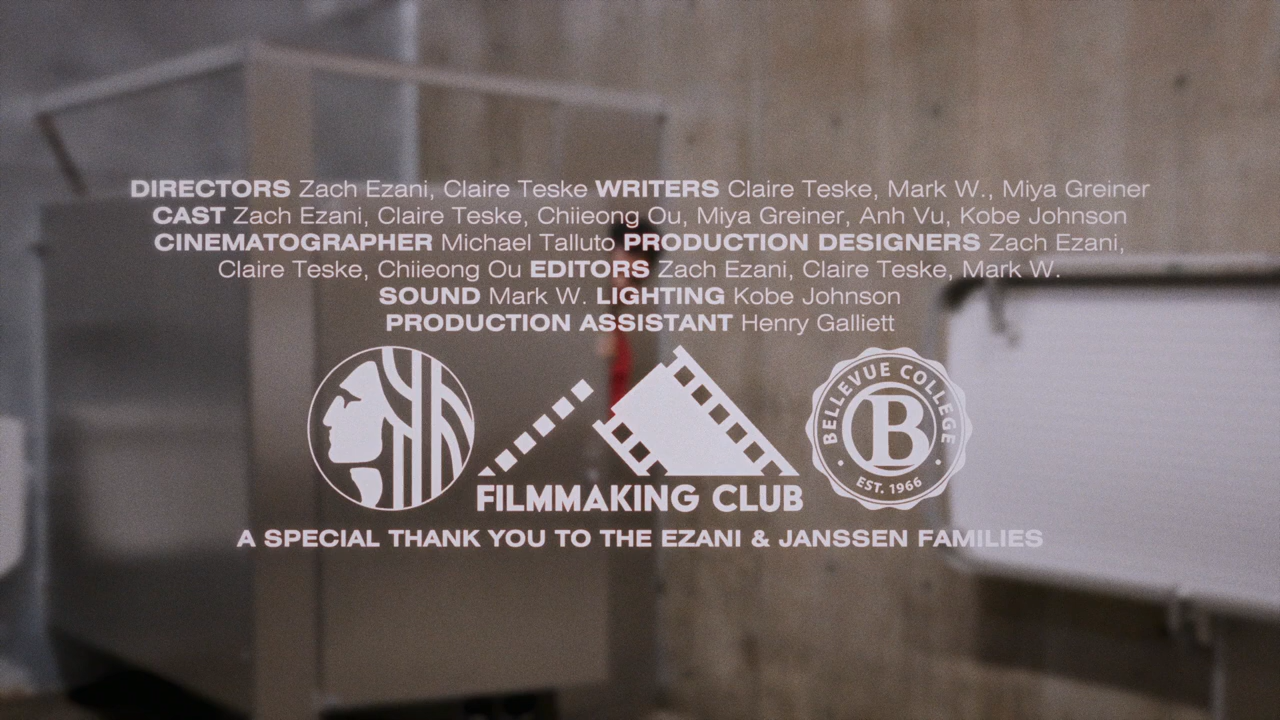 DIRECTORS Zach Ezani, Claire Teske WRITERS Claire Teske, Mark W., Miya Greiner
CAST Zach Ezani, Claire Teske, Chiieong Ou, Miya Greiner, Anh Vu, Kobe Johnson
CINEMATOGRAPHER Michael Talluto PRODUCTION DESIGNERS Zach Ezani,
Claire Teske, Chiieong Ou EDITORS Zach Ezani, Claire Teske, Mark W.
SOUND Mark W. LIGHTING Kobe Johnson
PRODUCTION ASSISTANT Henry Galliett
FILMMAKING CLUB
BELLEVUE COLLEGE
B
EST. 1966
A SPECIAL THANK YOU TO THE EZANI & JANSSEN FAMILIES